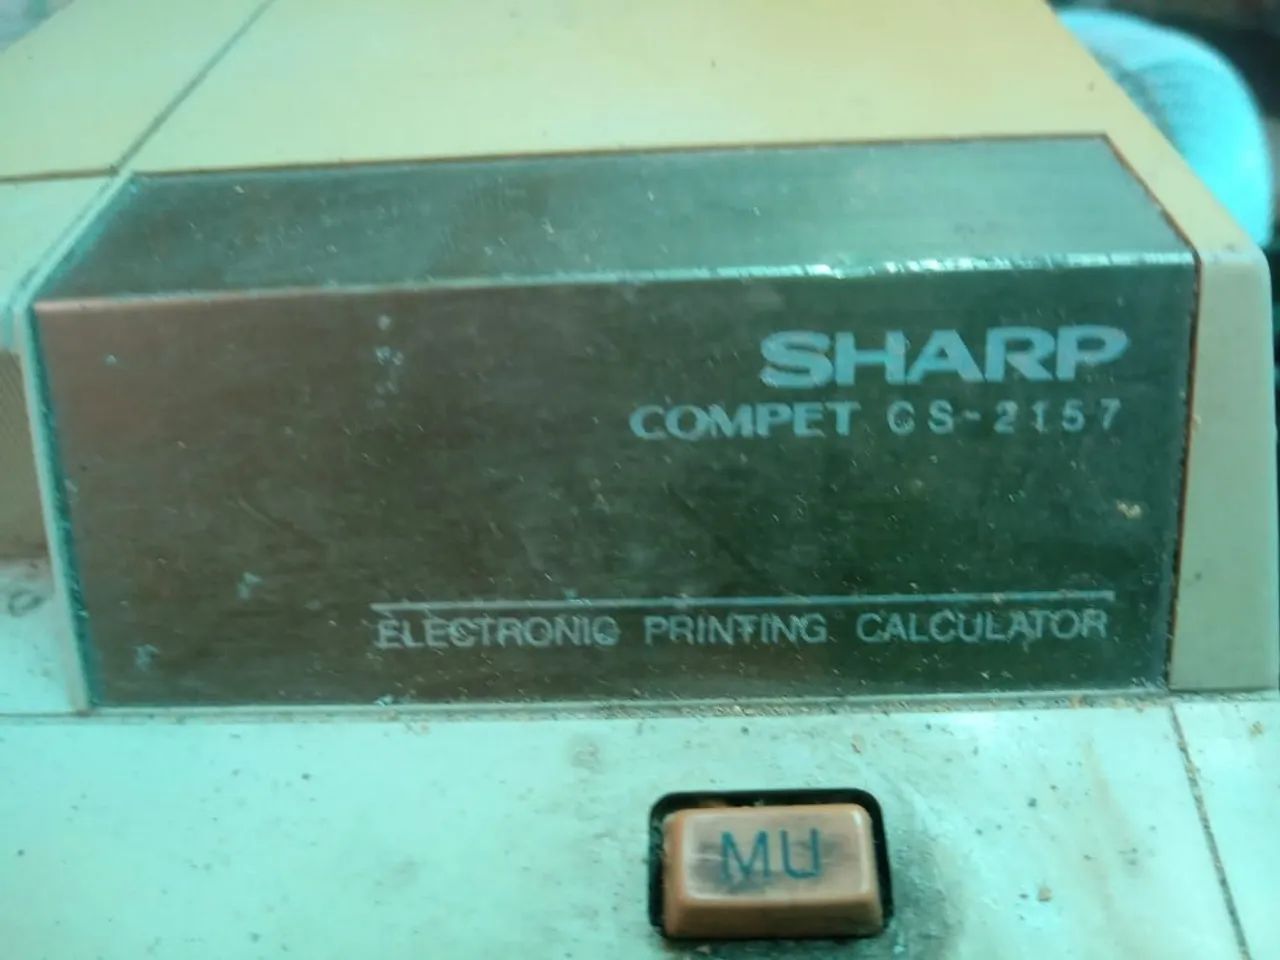 SHARP
COMPET CS-2157
ELECTRONIC PRINTING CALCULATOR
MU